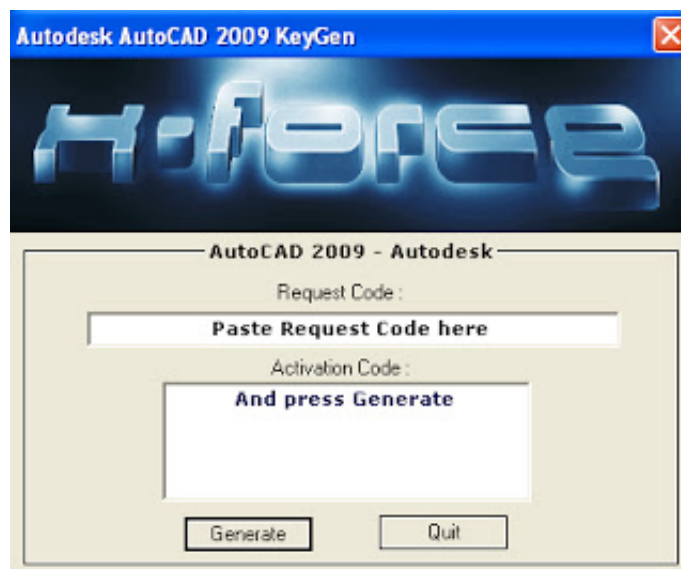 Autodesk AutoCAD 2009 KeyGen
X-force
AutoCAD 2009 - Autodesk
Request Code :
Paste Request Code here
Activation Code :
And press Generate
Generate
Quit